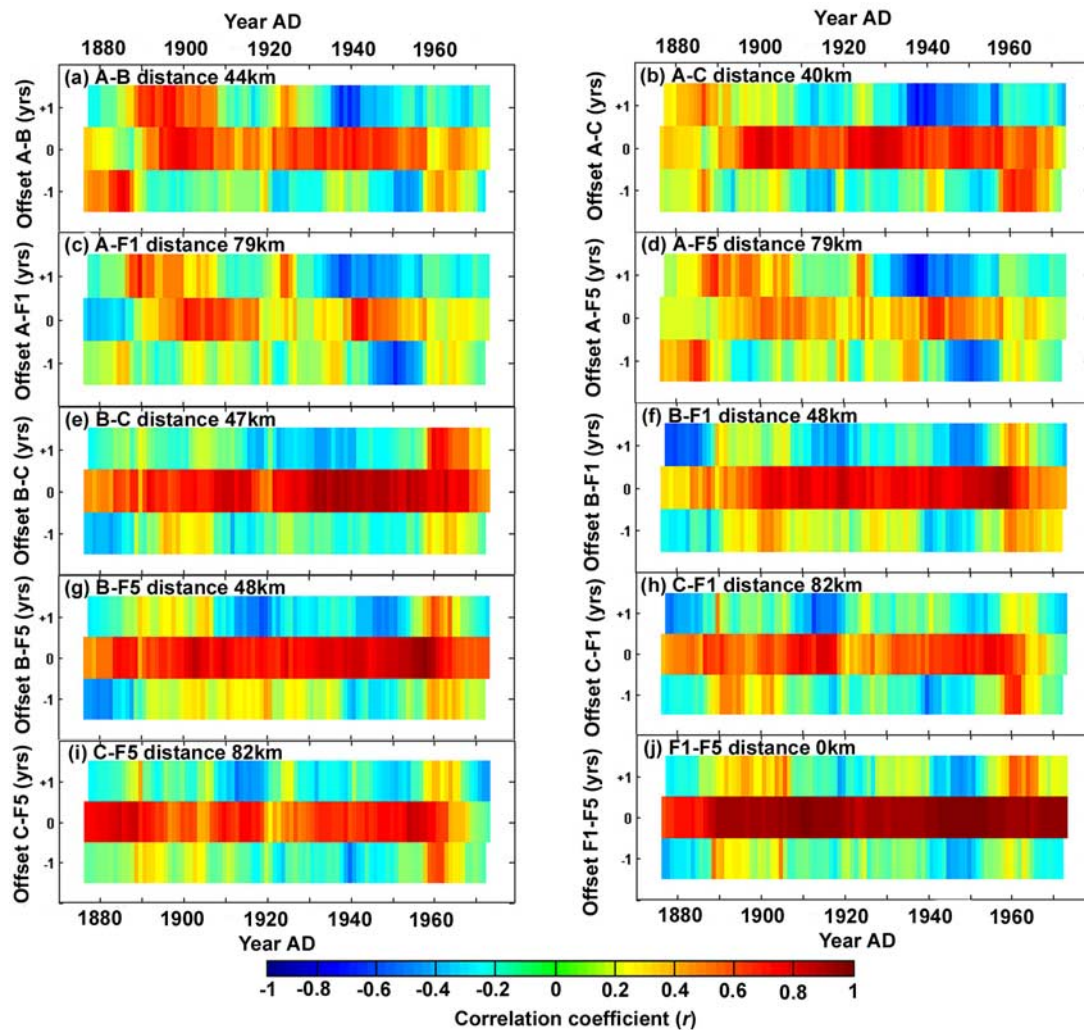 Year AD
1880 1900 1920 1940 1960
(a) A-B distance 44km
Offset A-B (yrs)
+1
0
-1
Year AD
1880 1900 1920 1940 1960
(b) A-C distance 40km
Offset A-C (yrs)
+1
0
-1
(c) A-F1 distance 79km
Offset A-F1 (yrs)
+1
0
-1
(d) A-F5 distance 79km
Offset A-F5 (yrs)
+1
0
-1
(e) B-C distance 47km
Offset B-C (yrs)
+1
0
-1
(f) B-F1 distance 48km
Offset B-F1 (yrs)
+1
0
-1
(g) B-F5 distance 48km
Offset B-F5 (yrs)
+1
0
-1
(h) C-F1 distance 82km
Offset C-F1 (yrs)
+1
0
-1
(i) C-F5 distance 82km
Offset C-F5 (yrs)
+1
0
-1
1880 1900 1920 1940 1960
Year AD
(j) F1-F5 distance 0km
Offset F1-F5 (yrs)
+1
0
-1
1880 1900 1920 1940 1960
Year AD
-1 -0.8 -0.6 -0.4 -0.2 0 0.2 0.4 0.6 0.8 1
Correlation coefficient (r)